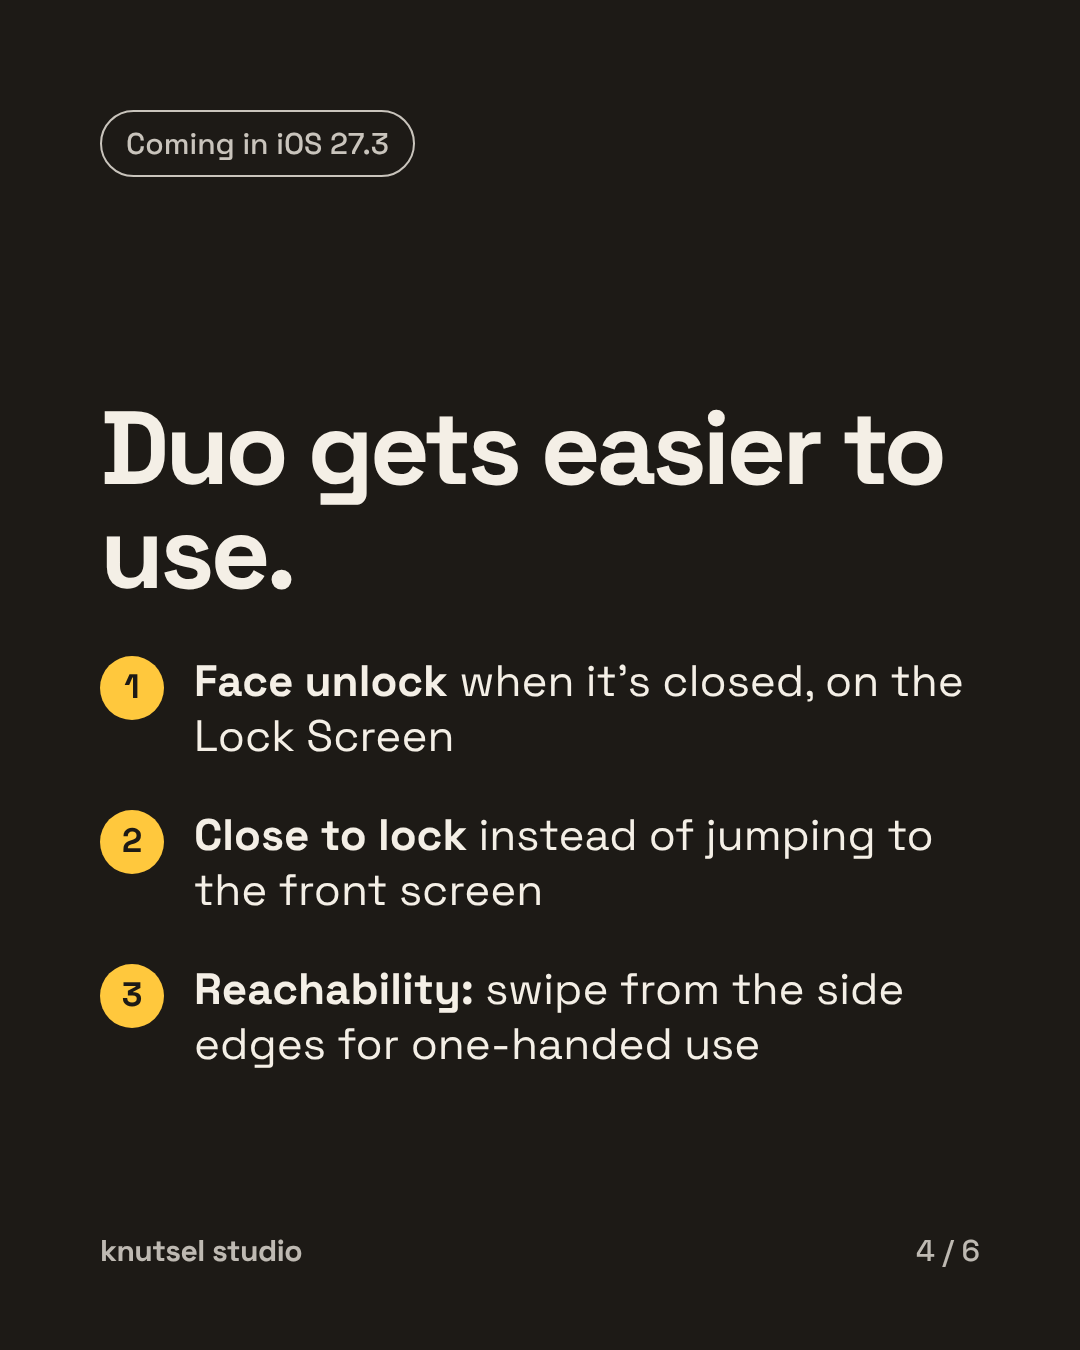 Coming in iOS 27.3
Duo gets easier to
use.
1
Face unlock when it’s closed, on the
Lock Screen
2
Close to lock instead of jumping to
the front screen
3
Reachability: swipe from the side
edges for one-handed use
knutsel studio
4 / 6